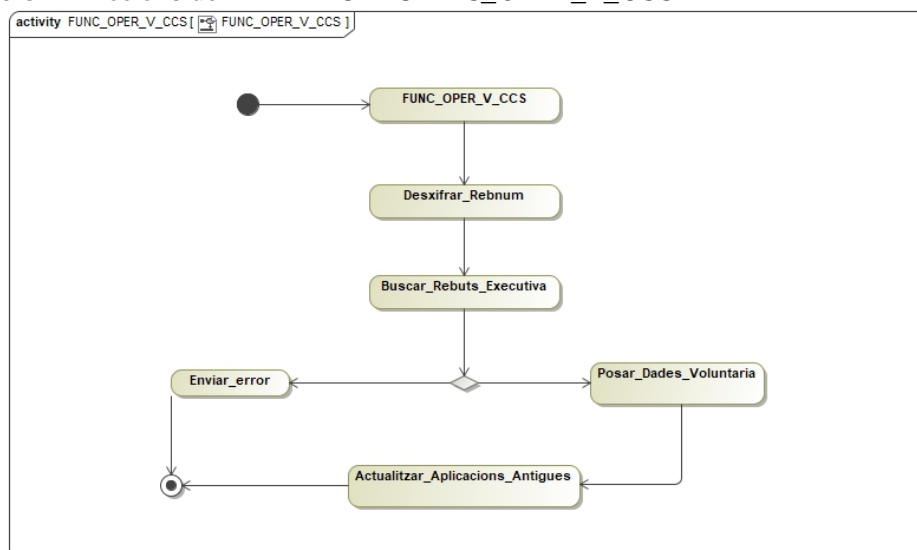 activity FUNC_OPER_V_CCS [ FUNC_OPER_V_CCS ]
FUNC_OPER_V_CCS
Desxifrar_Rebnum
Buscar_Rebuts_Executiva
Enviar_error
Posar_Dades_Voluntaria
Actualitzar_Aplicacions_Antigues